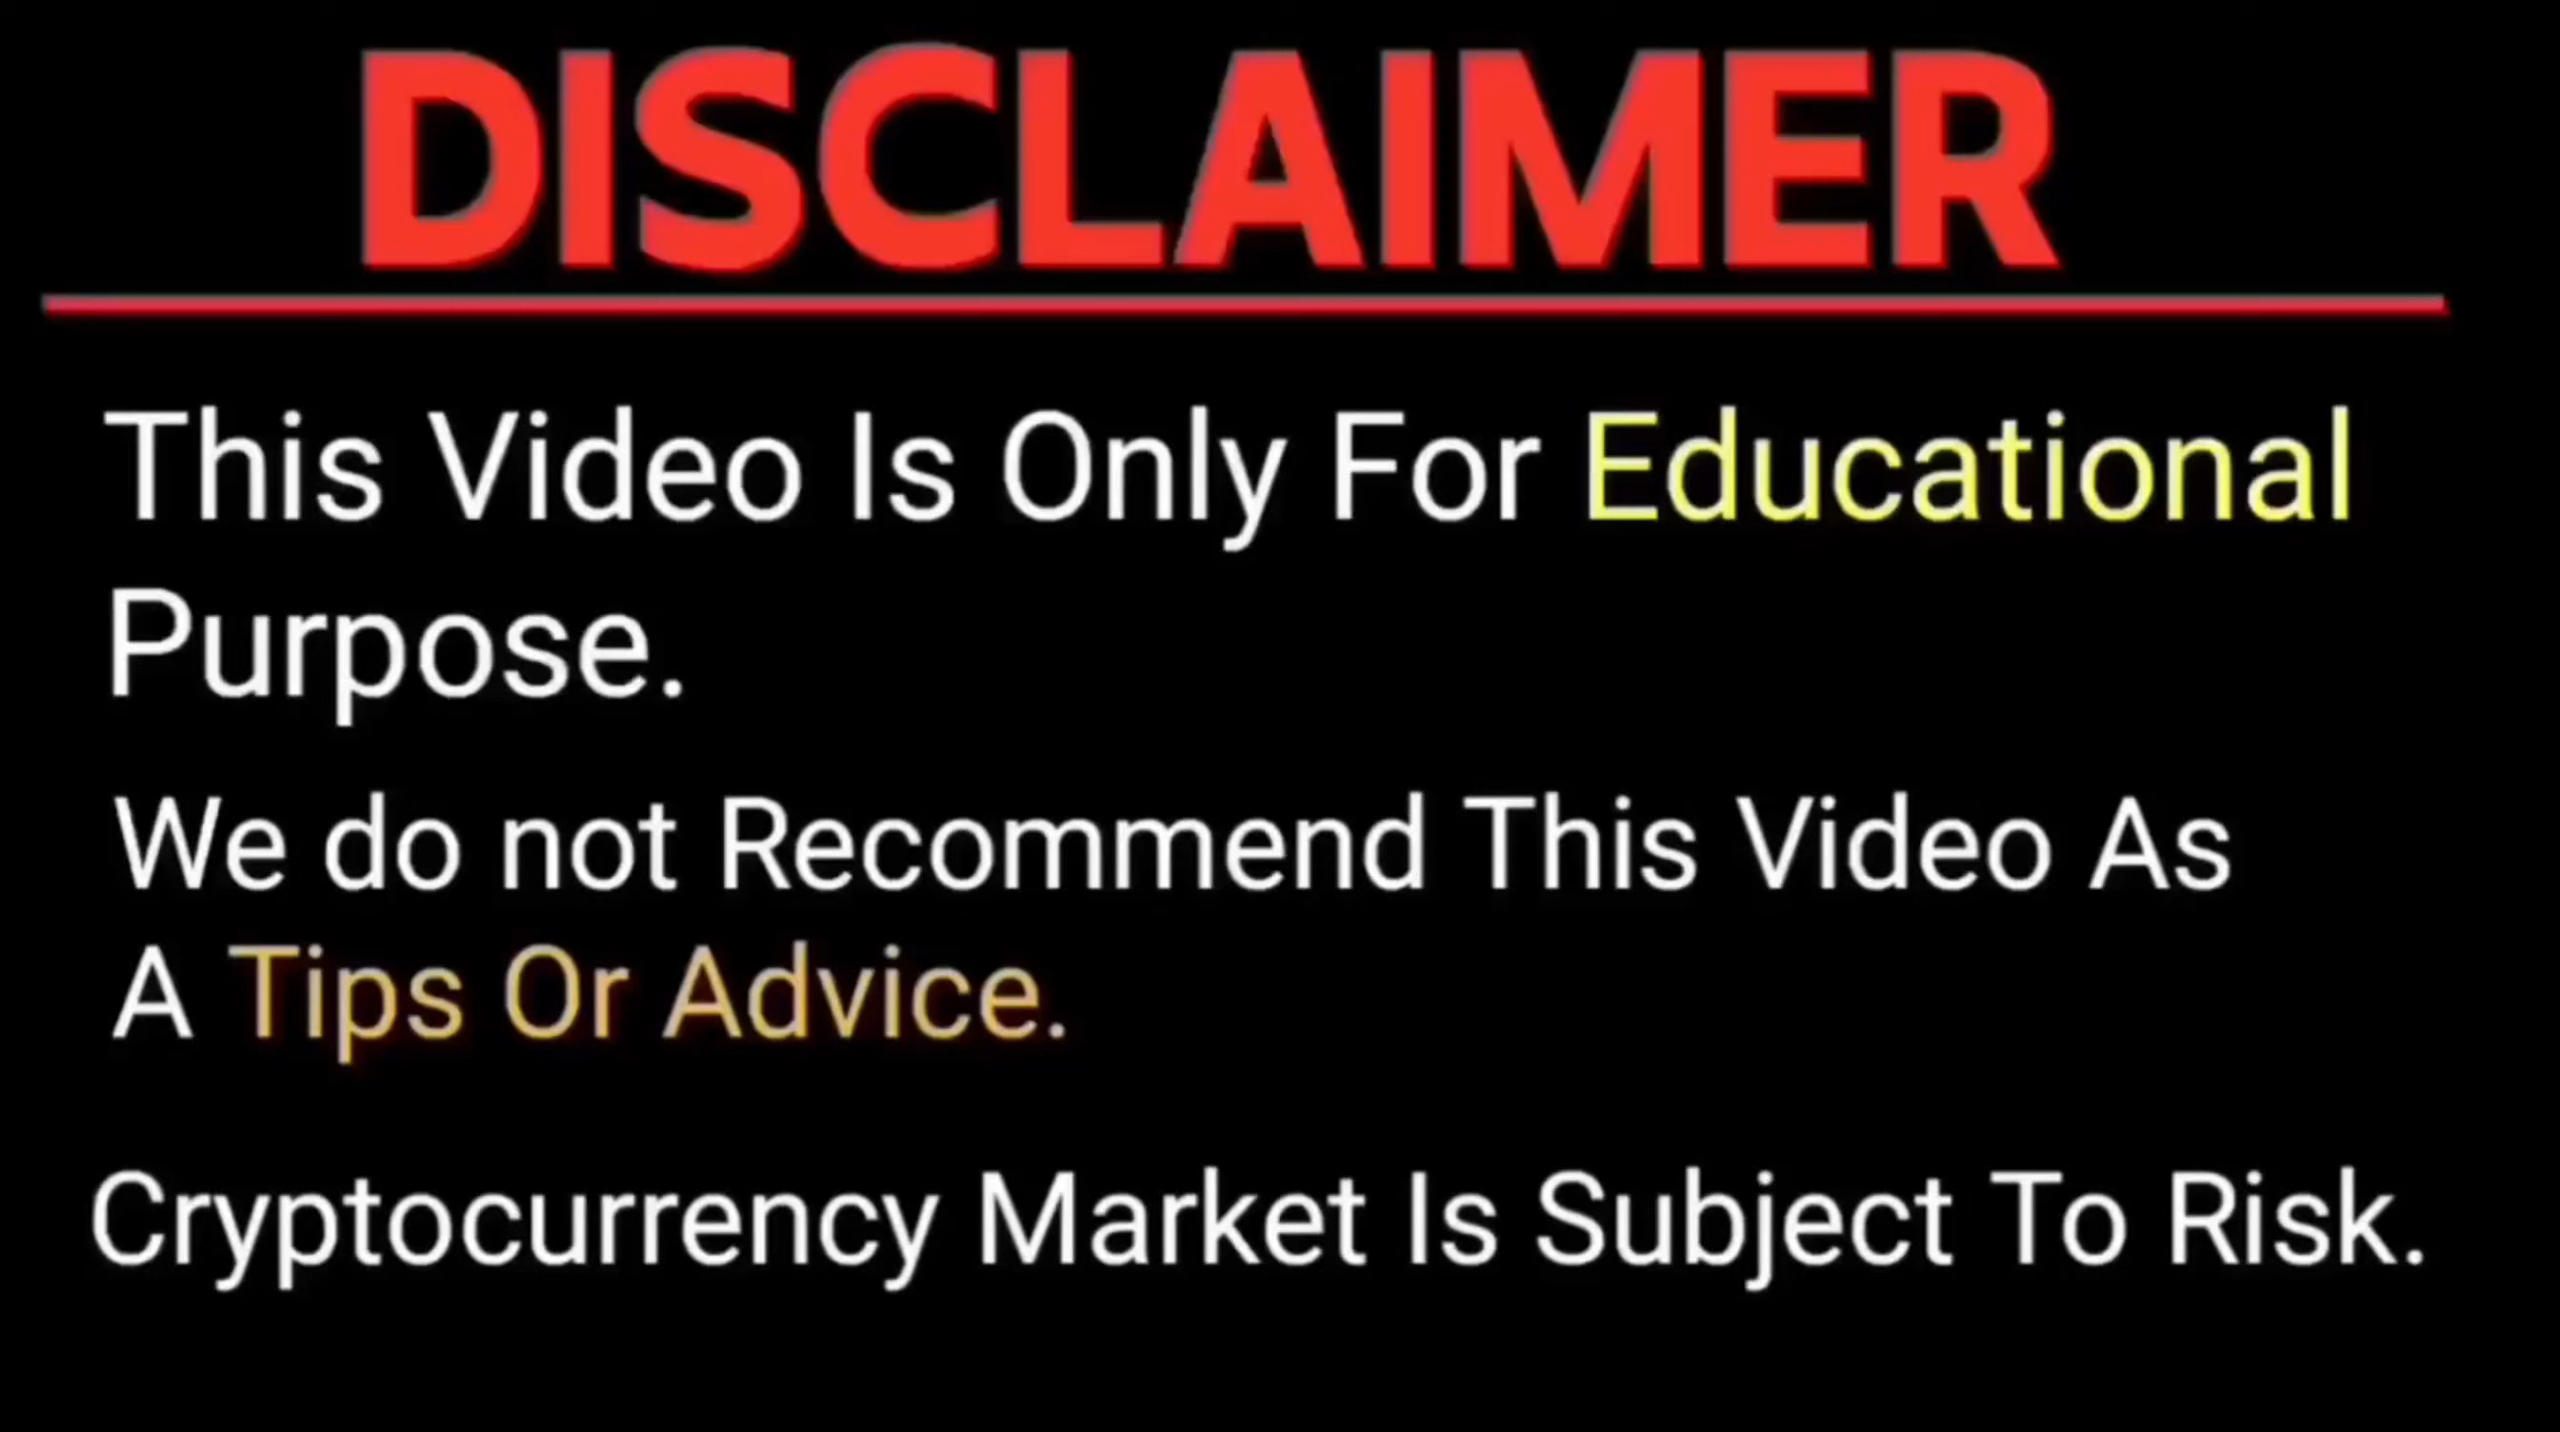 DISCLAIMER
This Video Is Only For Educational
Purpose.
We do not Recommend This Video As
A Tips Or Advice.
Cryptocurrency Market Is Subject To Risk.